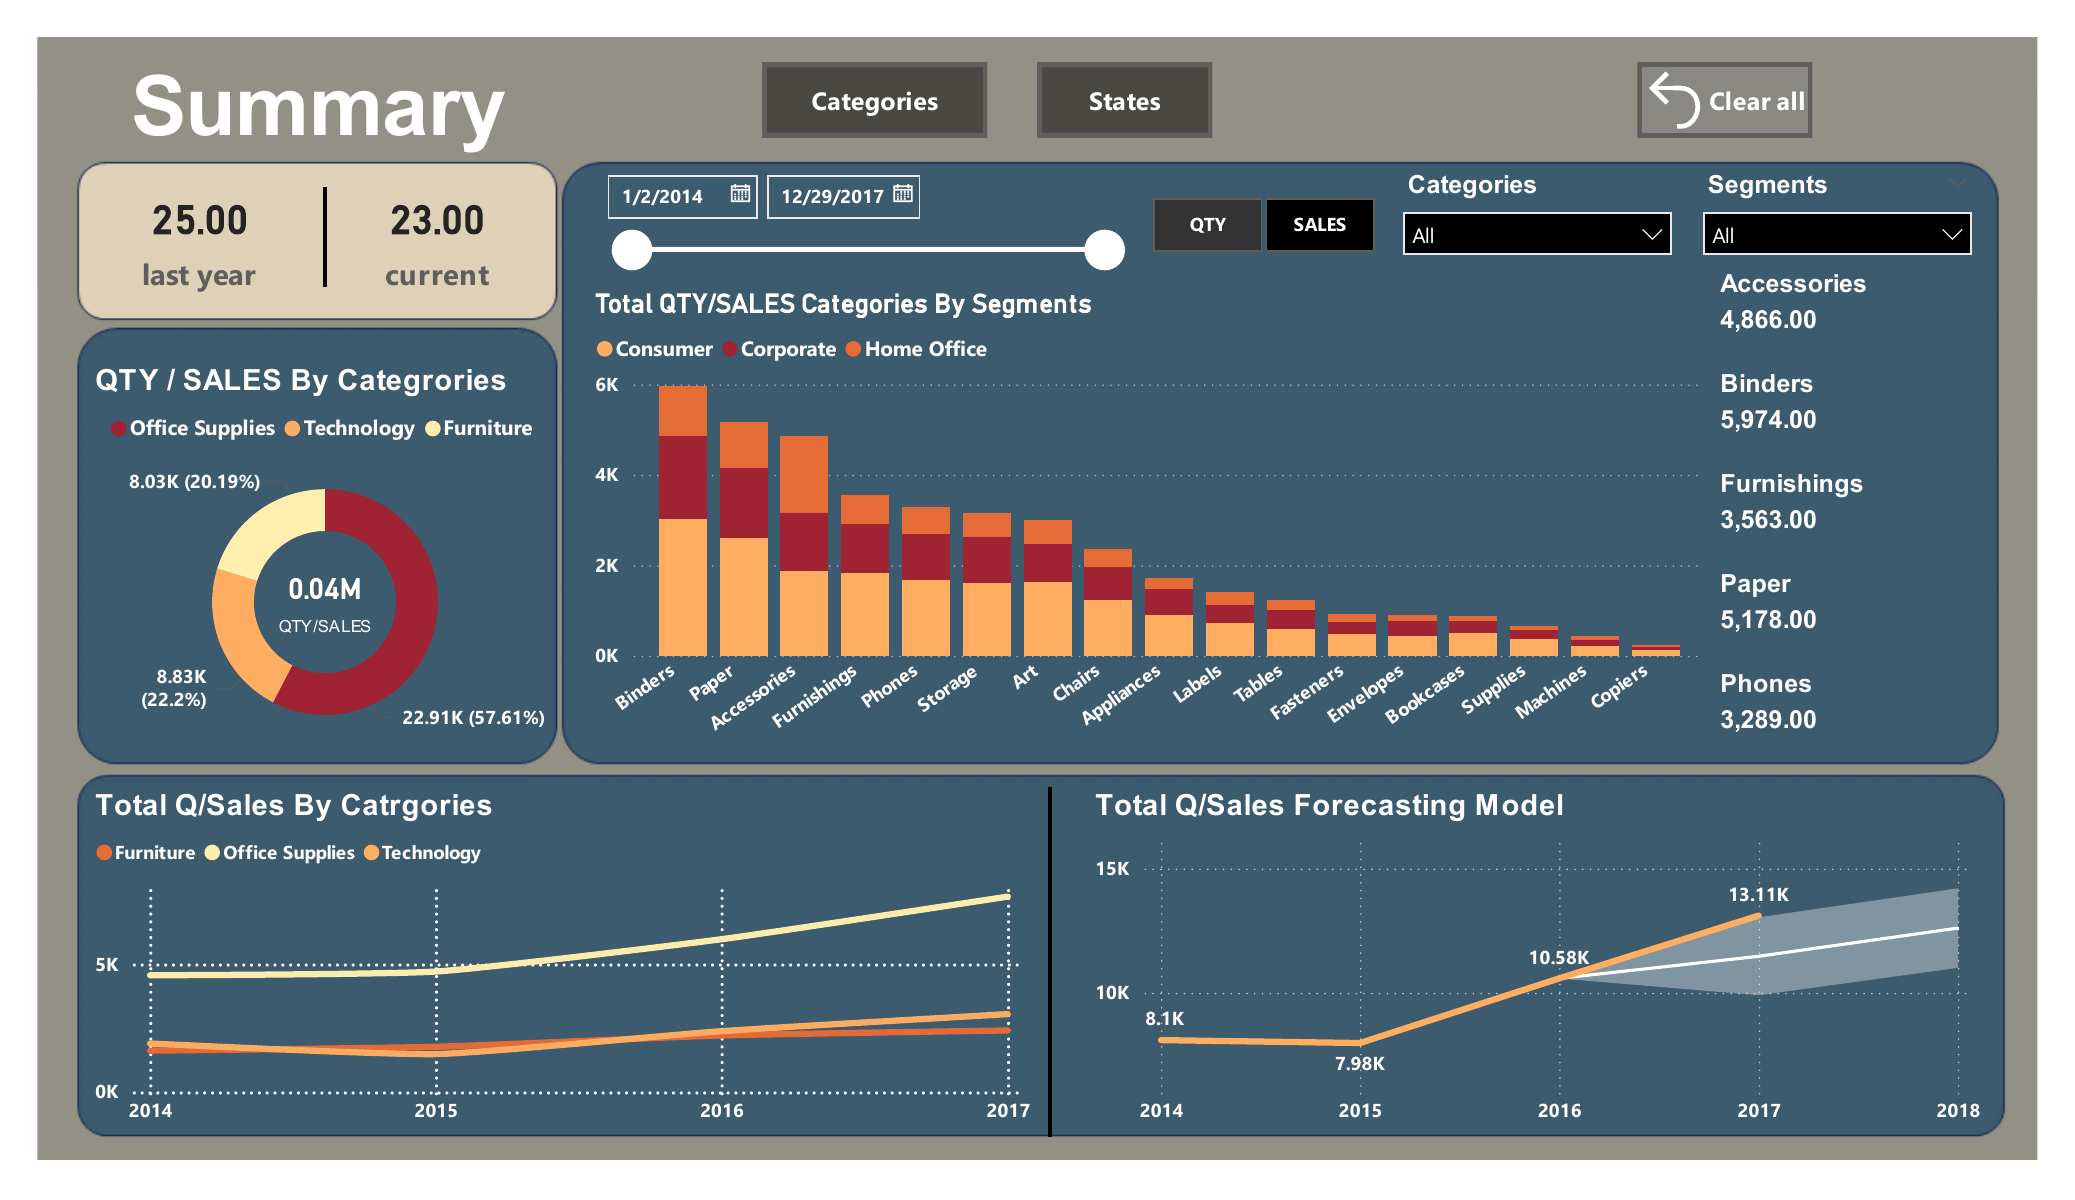 Summary
Categories
States
Clear all
25.00
last year
23.00
current
1/2/2014
12/29/2017
QTY
SALES
Categories
All
Segments
All
Total QTY/SALES Categories By Segments
Consumer Corporate Home Office
6K
4K
2K
0K
Binders
Paper
Accessories
Furnishings
Phones
Storage
Art
Chairs
Appliances
Labels
Tables
Fasteners
Envelopes
Bookcases
Supplies
Machines
Copiers
Accessories
4,866.00
Binders
5,974.00
Furnishings
3,563.00
Paper
5,178.00
Phones
3,289.00
QTY / SALES By Categrories
Office Supplies Technology Furniture
8.03K (20.19%)
0.04M
QTY/SALES
8.83K
(22.2%)
22.91K (57.61%)
Total Q/Sales By Catrgories
Furniture Office Supplies Technology
5K
0K
2014 2015 2016 2017
Total Q/Sales Forecasting Model
15K
13.11K
10.58K
10K
8.1K
7.98K
2014 2015 2016 2017 2018